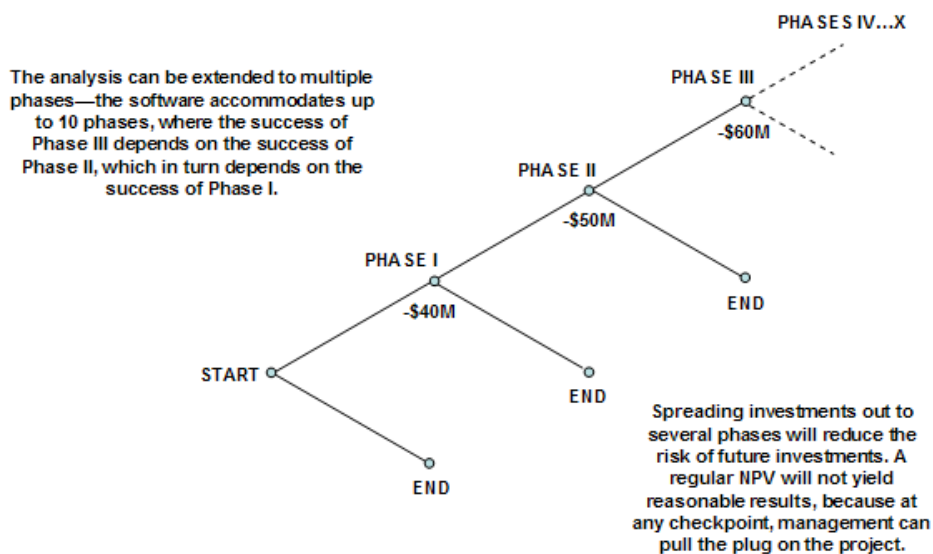 PHASES IV...X
The analysis can be extended to multiple
phases—the software accommodates up
to 10 phases, where the success of
Phase III depends on the success of
Phase II, which in turn depends on the
success of Phase I.
PHASE III
-$60M
PHASE II
-$50M
END
PHASE I
-$40M
START
END
END
Spreading investments out to
several phases will reduce the
risk of future investments. A
regular NPV will not yield
reasonable results, because at
any checkpoint, management can
pull the plug on the project.